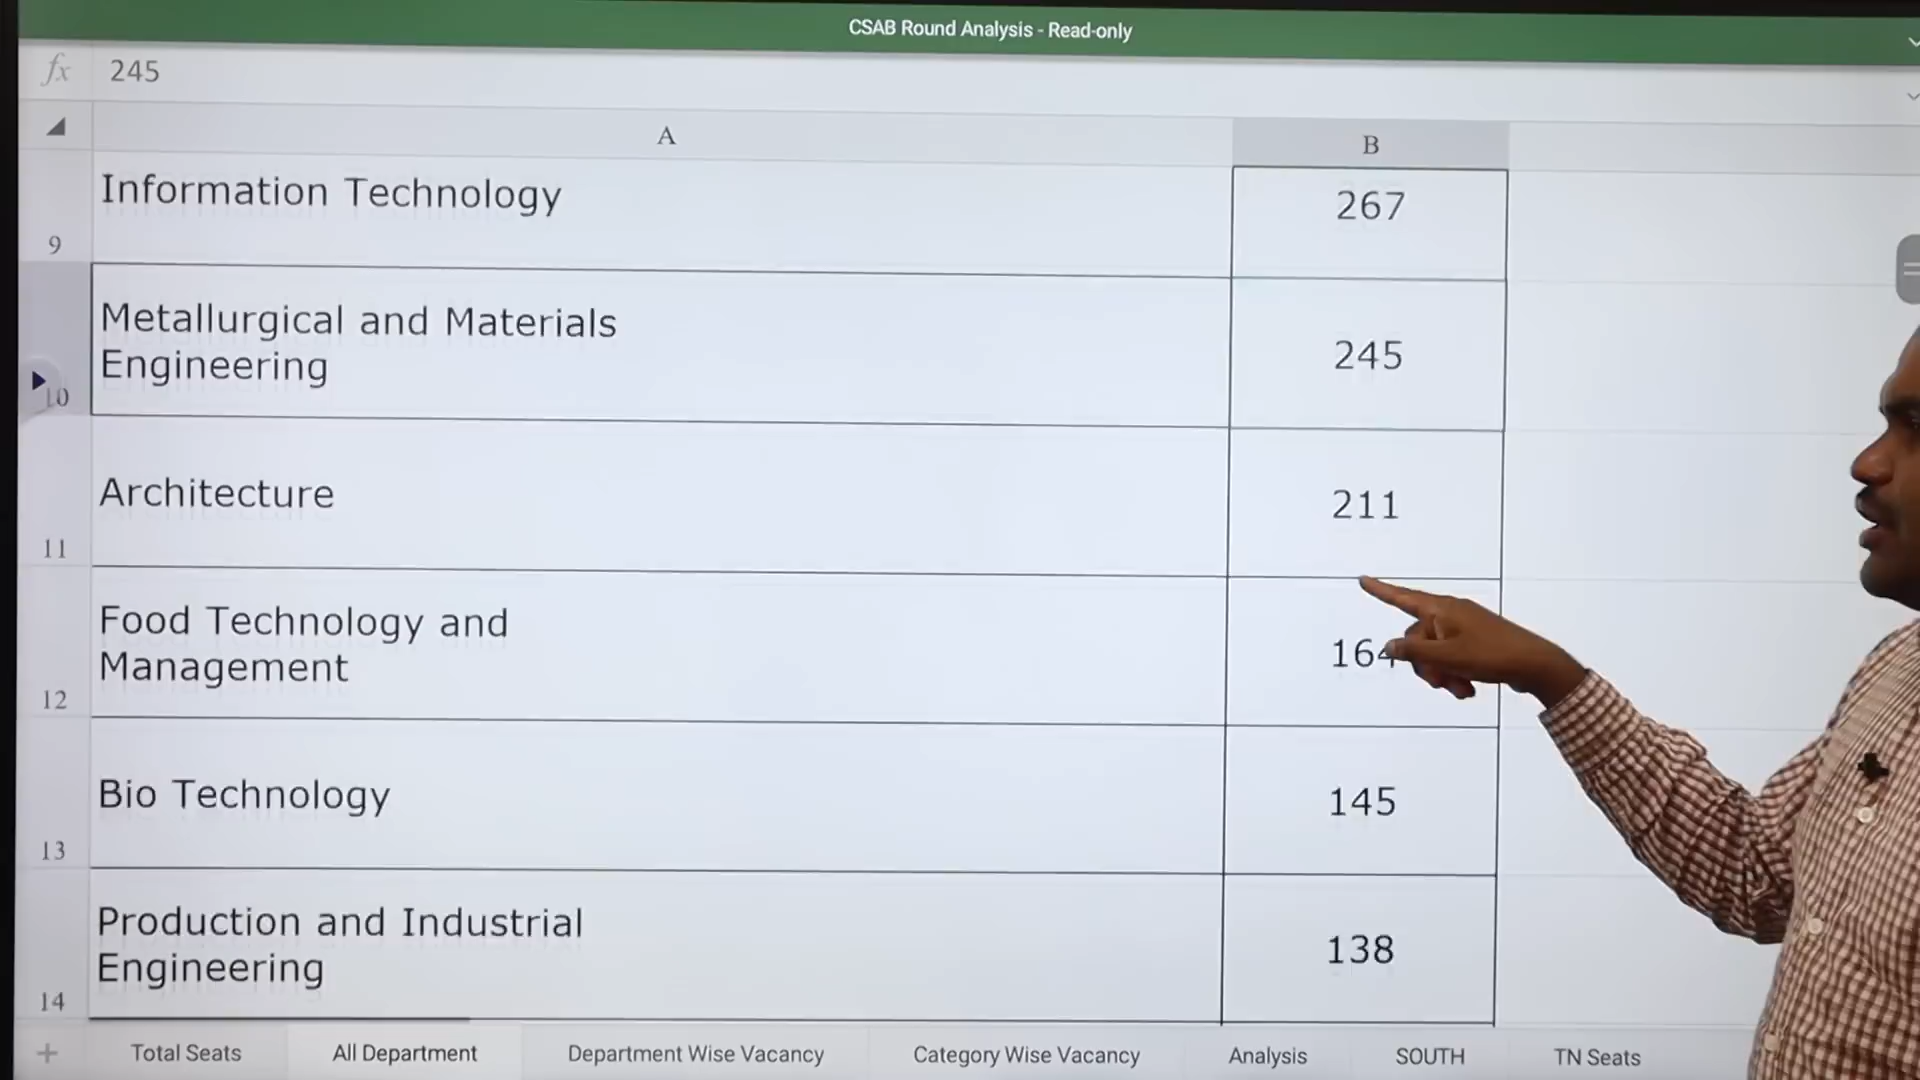 CSAB Round Analysis - Read-only
fx 245
A B
9 Information Technology 267
10 Metallurgical and Materials
Engineering 245
11 Architecture 211
12 Food Technology and
Management 164
13 Bio Technology 145
14 Production and Industrial
Engineering 138
+ Total Seats All Department Department Wise Vacancy Category Wise Vacancy Analysis SOUTH TN Seats